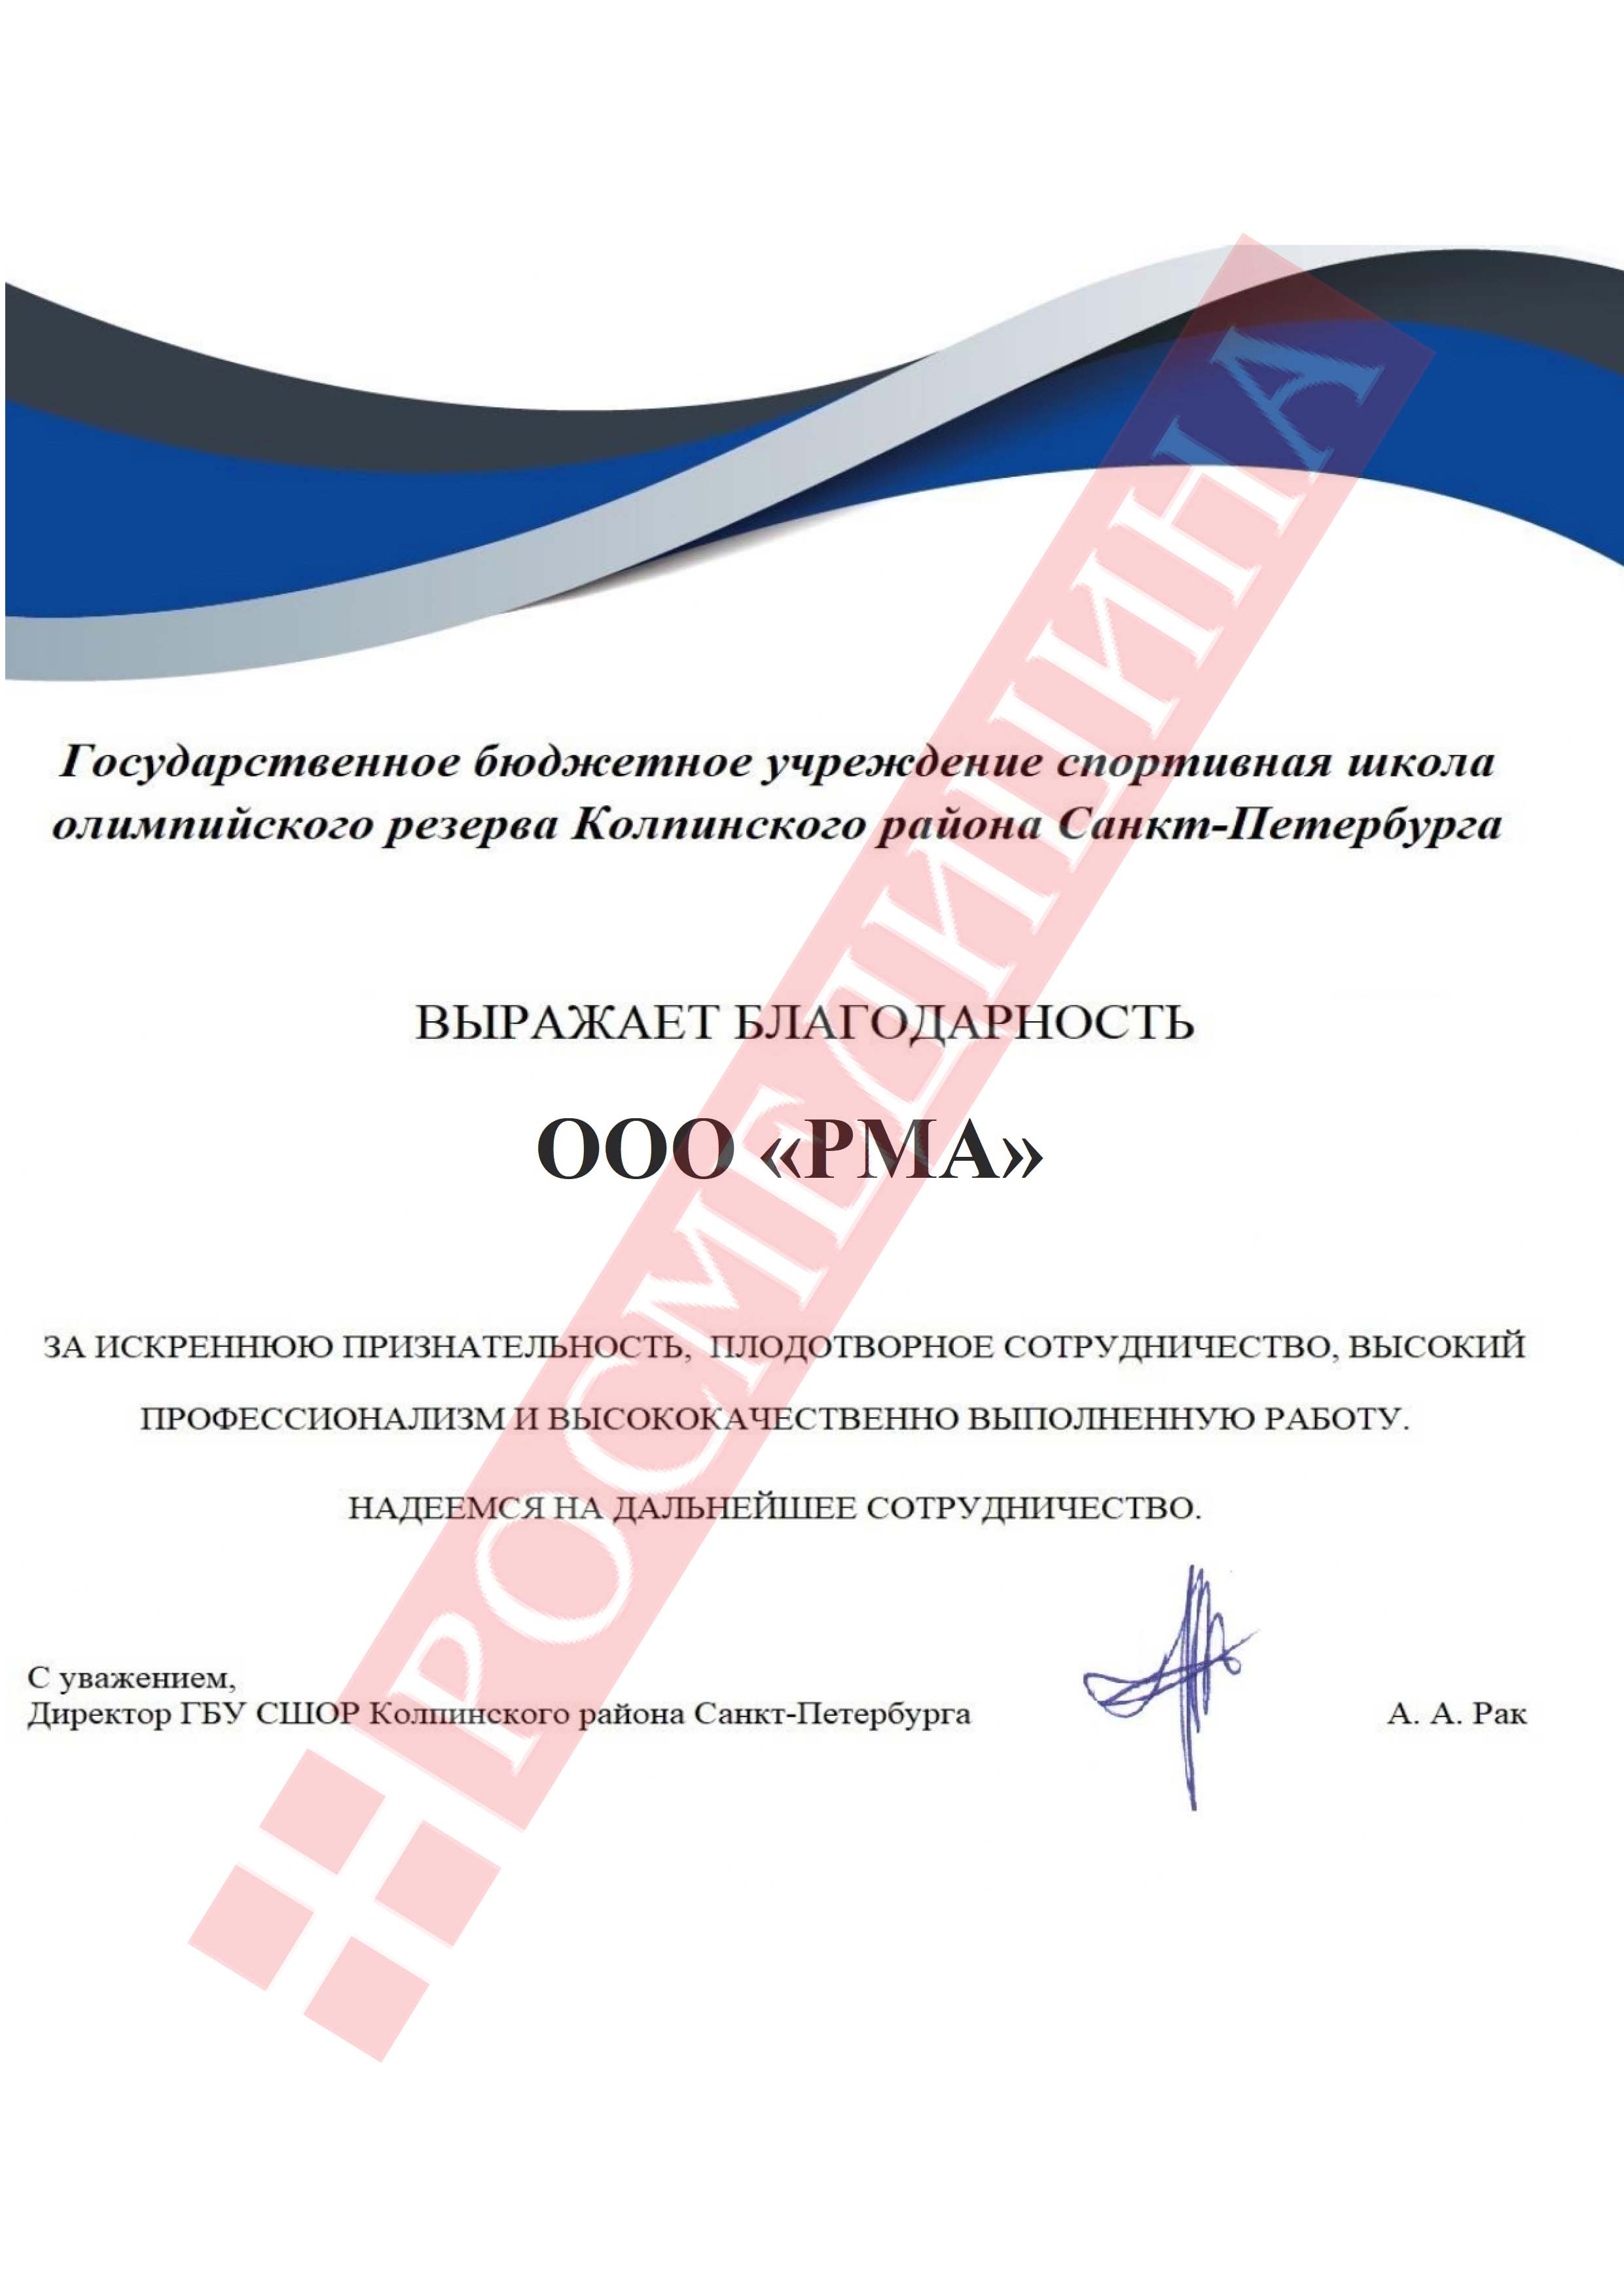 Государственное бюджетное учреждение спортивная школа
олимпийского резерва Колпинского района Санкт-Петербурга
ВЫРАЖАЕТ БЛАГОДАРНОСТЬ
ООО «РМА»
ЗА ИСКРЕННЮЮ ПРИЗНАТЕЛЬНОСТЬ, ПЛОДОТВОРНОЕ СОТРУДНИЧЕСТВО, ВЫСОКИЙ
ПРОФЕССИОНАЛИЗМ И ВЫСОКОКАЧЕСТВЕННО ВЫПОЛНЕННУЮ РАБОТУ.
НАДЕЕМСЯ НА ДАЛЬНЕЙШЕЕ СОТРУДНИЧЕСТВО.
С уважением,
Директор ГБУ СШОР Колпинского района Санкт-Петербурга А. А. Рак
РОСМЕДИЦИНА